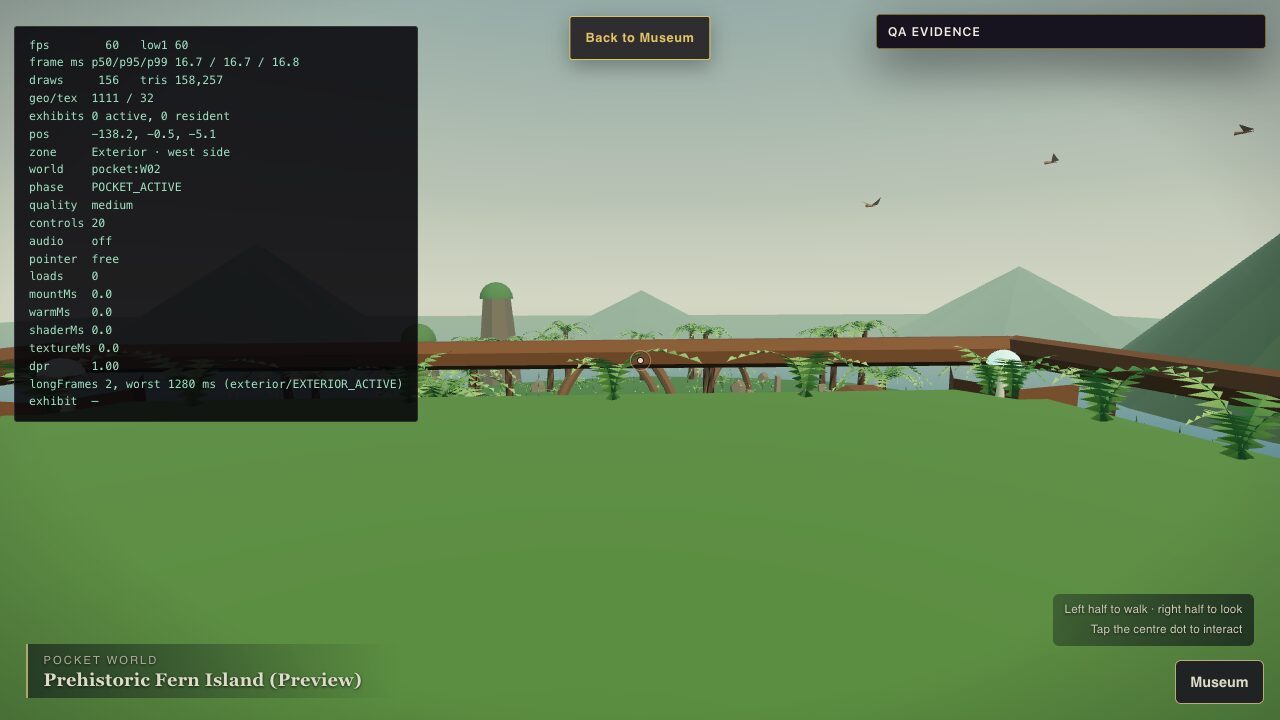 fps 60 low1 60
frame ms p50/p95/p99 16.7 / 16.7 / 16.8
draws 156 tris 158,257
geo/tex 1111 / 32
exhibits 0 active, 0 resident
pos −138.2, −0.5, −5.1
zone Exterior · west side
world pocket:W02
phase POCKET_ACTIVE
quality medium
controls 20
audio off
pointer free
loads 0
mountMs 0.0
warmMs 0.0
shaderMs 0.0
textureMs 0.0
dpr 1.00
longFrames 2, worst 1280 ms (exterior/EXTERIOR_ACTIVE)
exhibit —
Back to Museum
QA EVIDENCE
Left half to walk · right half to look
Tap the centre dot to interact
POCKET WORLD
Prehistoric Fern Island (Preview)
Museum